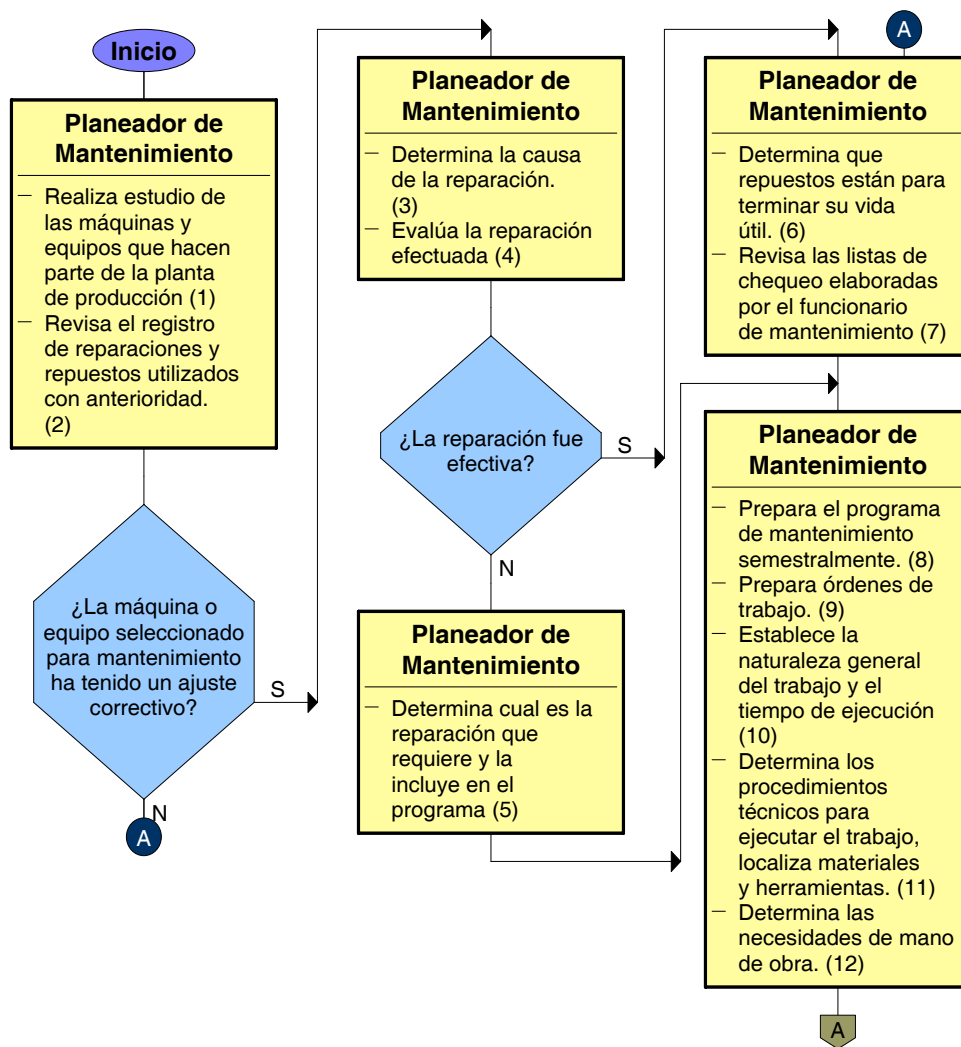 Inicio
Planeador de
Mantenimiento
— Realiza estudio de
las máquinas y
equipos que hacen
parte de la planta
de producción (1)
— Revisa el registro
de reparaciones y
repuestos utilizados
con anterioridad.
(2)
¿La máquina o
equipo seleccionado
para mantenimiento
ha tenido un ajuste
correctivo?
S
N
A
Planeador de
Mantenimiento
— Determina la causa
de la reparación.
(3)
— Evalúa la reparación
efectuada (4)
¿La reparación fue
efectiva?
S
N
Planeador de
Mantenimiento
— Determina cual es la
reparación que
requiere y la
incluye en el
programa (5)
A
Planeador de
Mantenimiento
— Determina que
repuestos están para
terminar su vida
útil. (6)
— Revisa las listas de
chequeo elaboradas
por el funcionario
de mantenimiento (7)
Planeador de
Mantenimiento
— Prepara el programa
de mantenimiento
semestralmente. (8)
— Prepara órdenes de
trabajo. (9)
— Establece la
naturaleza general
del trabajo y el
tiempo de ejecución
(10)
— Determina los
procedimientos
técnicos para
ejecutar el trabajo,
localiza materiales
y herramientas. (11)
— Determina las
necesidades de mano
de obra. (12)
A